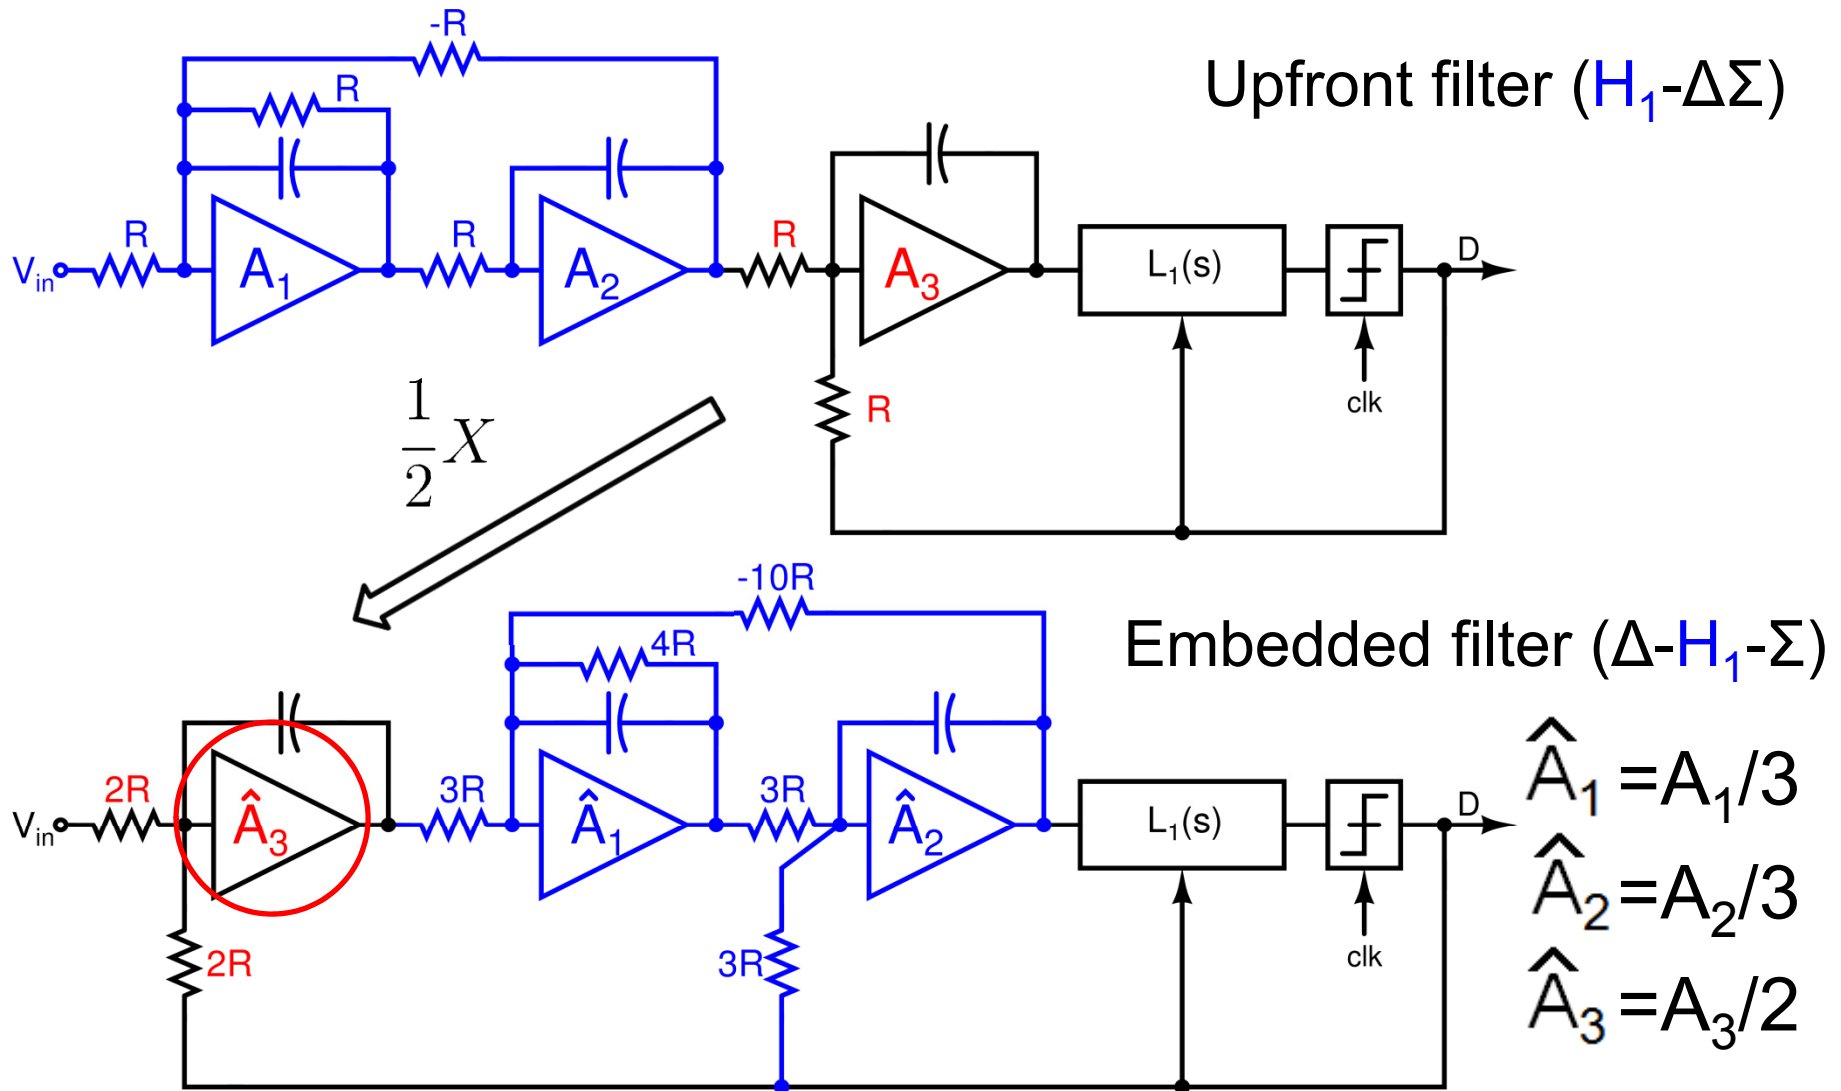 Upfront filter (H₁-ΔΣ)
-R
R
Vin
R
A₁
R
A₂
R
A₃
L₁(s)
D
R
clk
½X
Embedded filter (Δ-H₁-Σ)
-10R
4R
Vin
2R
Â₃
3R
Â₁
3R
Â₂
L₁(s)
D
2R
3R
clk
Â₁=A₁/3
Â₂=A₂/3
Â₃=A₃/2